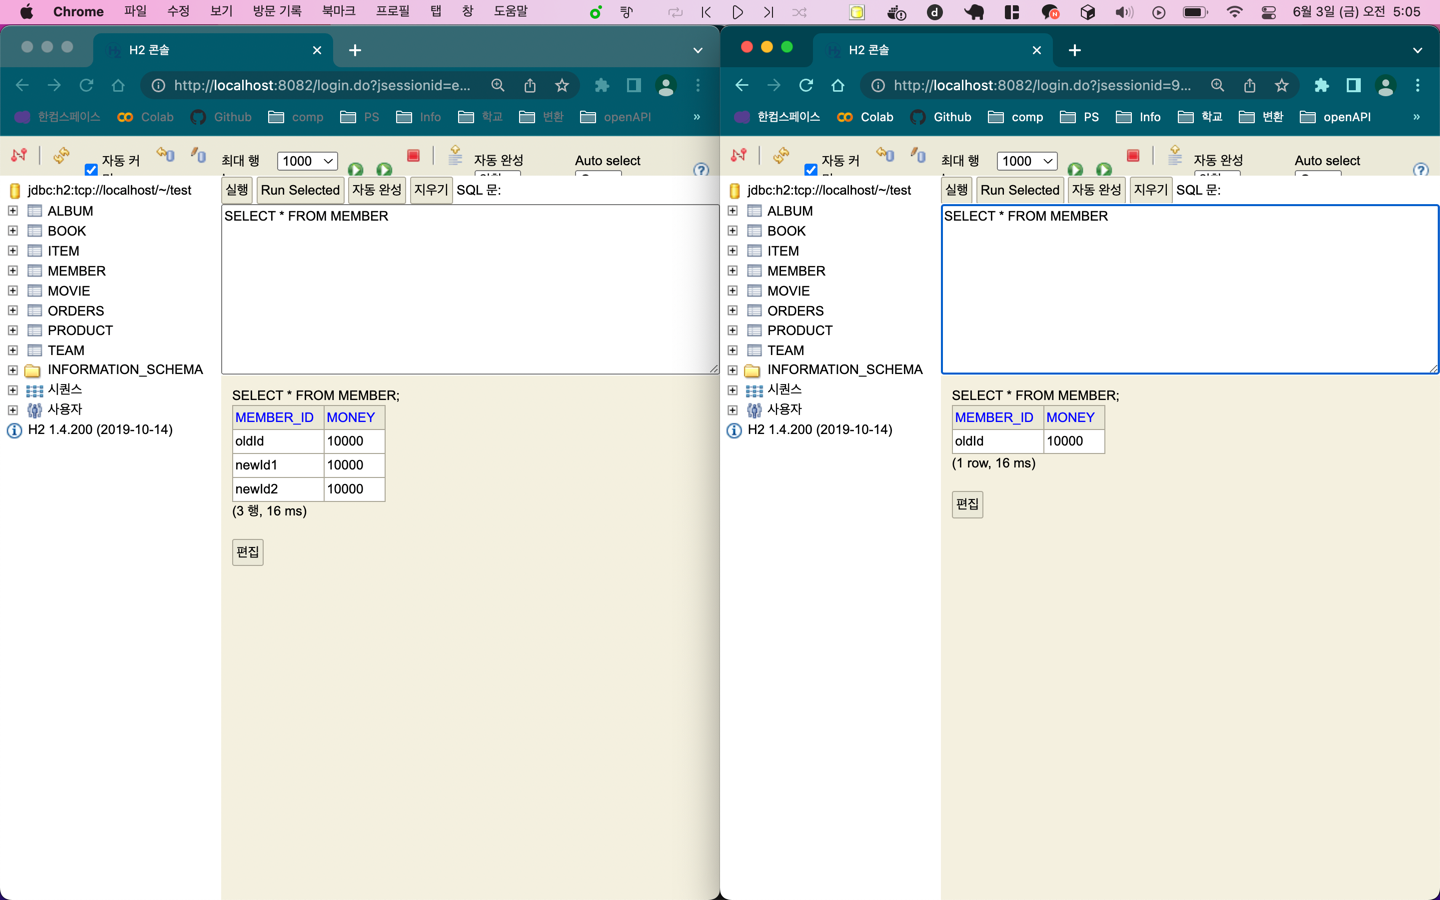 Chrome 파일 수정 보기 방문 기록 북마크 프로필 탭 창 도움말 6월 3일 (금) 오전 5:05
H2 콘솔
http://localhost:8082/login.do?jsessionid=e...
한컴스페이스 Colab Github comp PS Info 학교 변환 openAPI »
자동 커 최대 행 1000 자동 완성 Auto select
jdbc:h2:tcp://localhost/~/test
ALBUM
BOOK
ITEM
MEMBER
MOVIE
ORDERS
PRODUCT
TEAM
INFORMATION_SCHEMA
시퀀스
사용자
H2 1.4.200 (2019-10-14)
실행 Run Selected 자동 완성 지우기 SQL 문:
SELECT * FROM MEMBER
SELECT * FROM MEMBER;
MEMBER_ID MONEY
oldId 10000
newId1 10000
newId2 10000
(3 행, 16 ms)
편집
H2 콘솔
http://localhost:8082/login.do?jsessionid=9...
한컴스페이스 Colab Github comp PS Info 학교 변환 openAPI »
자동 커 최대 행 1000 자동 완성 Auto select
jdbc:h2:tcp://localhost/~/test
ALBUM
BOOK
ITEM
MEMBER
MOVIE
ORDERS
PRODUCT
TEAM
INFORMATION_SCHEMA
시퀀스
사용자
H2 1.4.200 (2019-10-14)
실행 Run Selected 자동 완성 지우기 SQL 문:
SELECT * FROM MEMBER
SELECT * FROM MEMBER;
MEMBER_ID MONEY
oldId 10000
(1 row, 16 ms)
편집